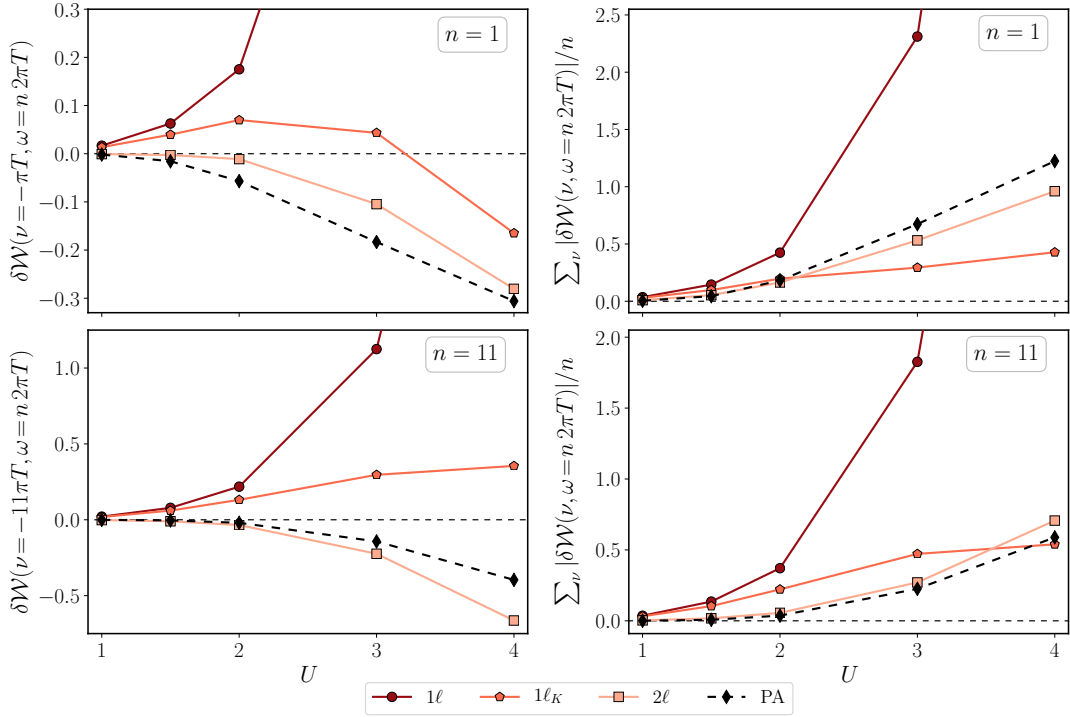 δ𝒲(ν=−πT, ω=n 2πT)
0.3
0.2
0.1
0.0
−0.1
−0.2
−0.3
n = 1
∑_ν |δ𝒲(ν, ω=n 2πT)|/n
2.5
2.0
1.5
1.0
0.5
0.0
n = 1
δ𝒲(ν=−11πT, ω=n 2πT)
1.0
0.5
0.0
−0.5
n = 11
1 2 3 4
U
∑_ν |δ𝒲(ν, ω=n 2πT)|/n
2.0
1.5
1.0
0.5
0.0
n = 11
1 2 3 4
U
1ℓ 1ℓ_K 2ℓ PA